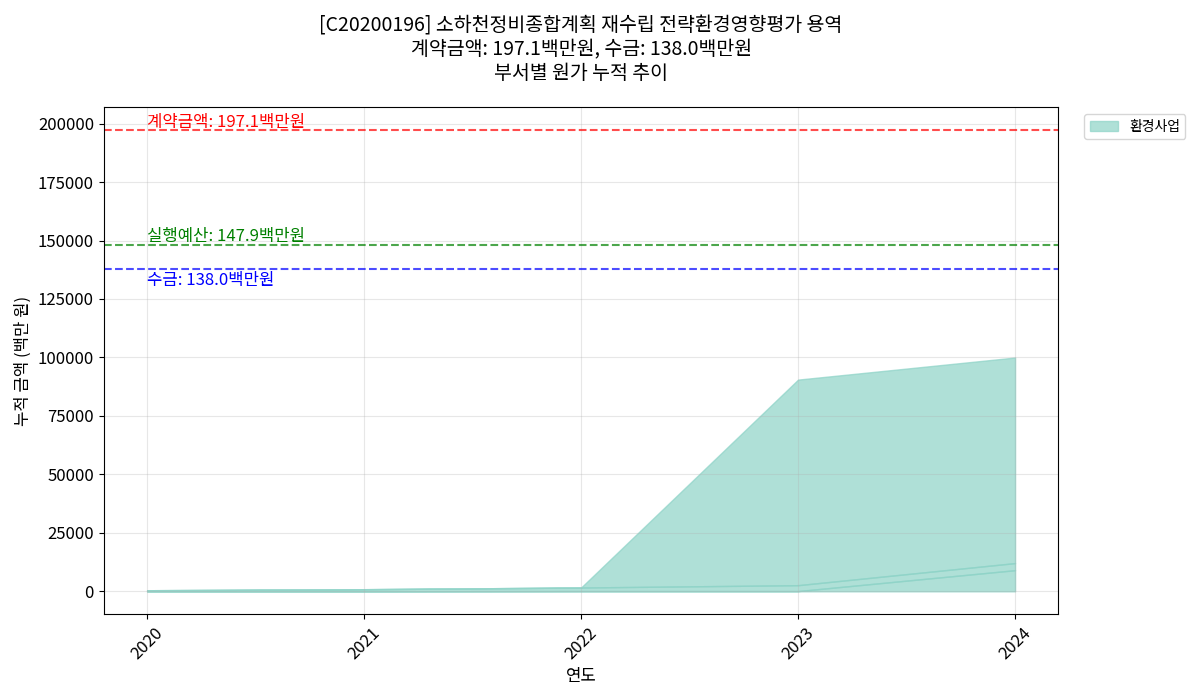 [C20200196] 소하천정비종합계획 재수립 전략환경영향평가 용역
계약금액: 197.1백만원, 수금: 138.0백만원
부서별 원가 누적 추이
환경사업
계약금액: 197.1백만원
실행예산: 147.9백만원
수금: 138.0백만원
누적 금액 (백만 원)
200000
175000
150000
125000
100000
75000
50000
25000
0
2020
2021
2022
2023
2024
연도